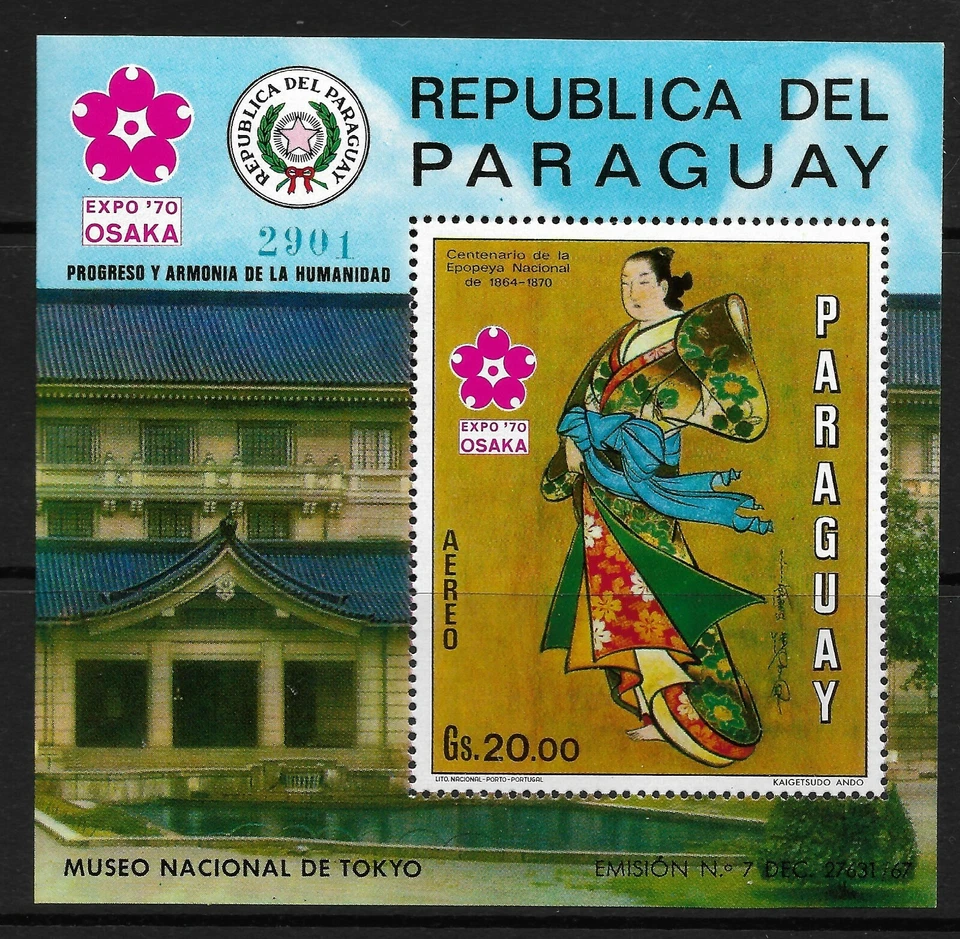 REPUBLICA DEL PARAGUAY
REPUBLICA DEL
PARAGUAY
EXPO '70
OSAKA
2901
PROGRESO Y ARMONIA DE LA HUMANIDAD
Centenario de la
Epopeya Nacional
de 1864-1870
EXPO '70
OSAKA
PARAGUAY
AEREO
Gs.20.00
LITO. NACIONAL-PORTO-PORTUGAL
KAIGETSUDO ANDO
MUSEO NACIONAL DE TOKYO
EMISIÓN N.º 7 DEC. 27631/67